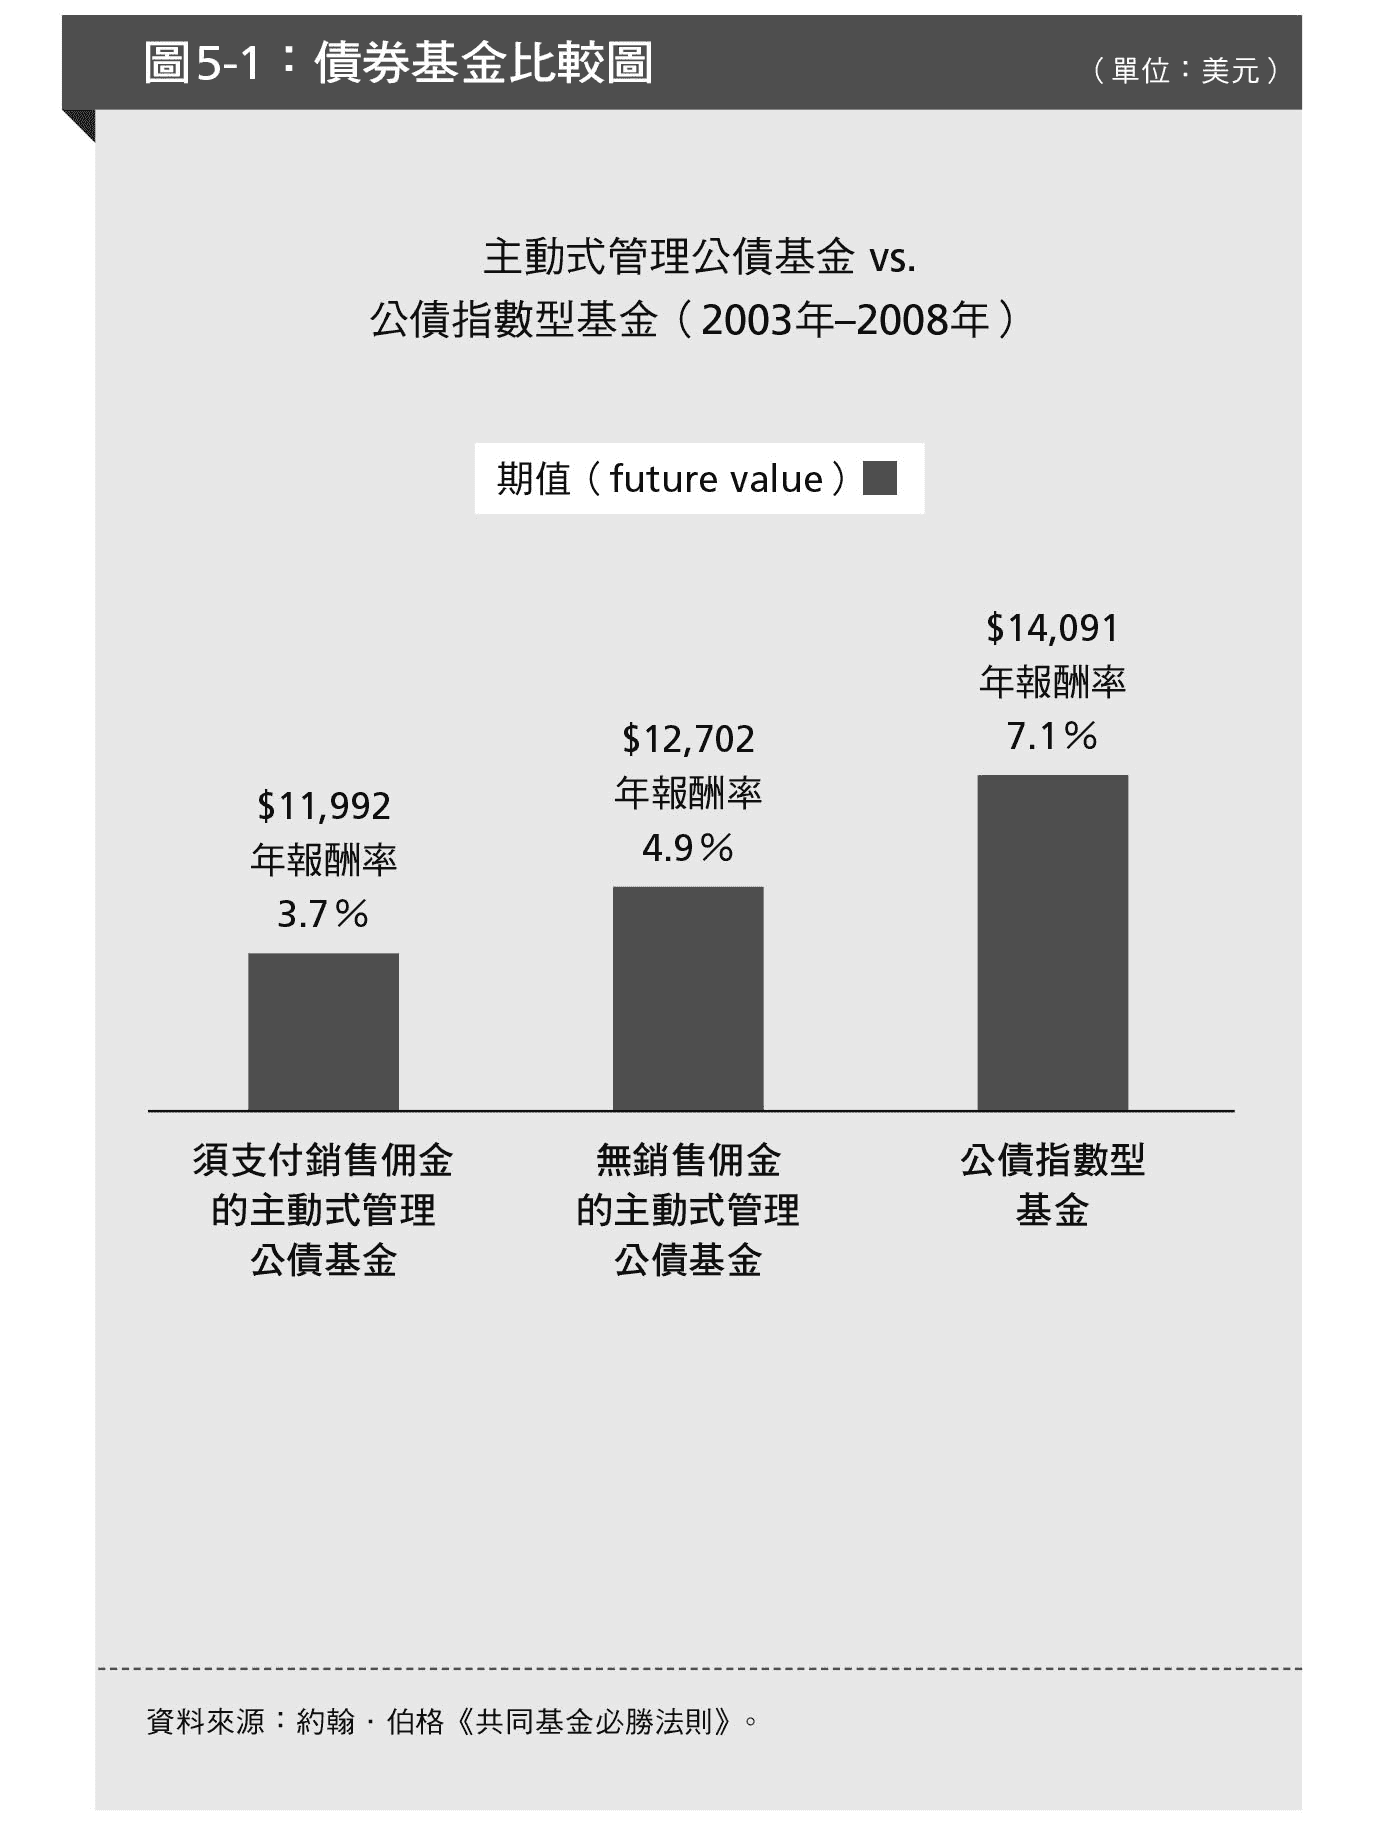 圖5-1：債券基金比較圖
（單位：美元）
主動式管理公債基金 vs.
公債指數型基金（2003年–2008年）
期值（future value）
$11,992
年報酬率
3.7％
$12,702
年報酬率
4.9％
$14,091
年報酬率
7.1％
須支付銷售佣金
的主動式管理
公債基金
無銷售佣金
的主動式管理
公債基金
公債指數型
基金
資料來源：約翰．伯格《共同基金必勝法則》。